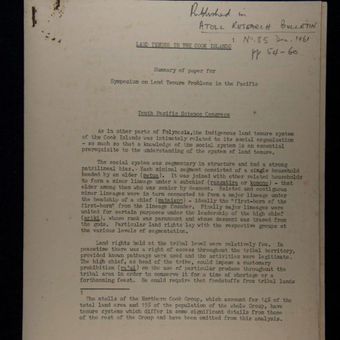 Published in
ATOLL RESEARCH BULLETIN
No. 85 Dec. 1961
pp 54-60
LAND TENURE IN THE COOK ISLANDS
Summary of paper for
Symposium on Land Tenure Problems in the Pacific
Tenth Pacific Science Congress
As in other parts of Polynesia, the indigenous land tenure system
of the Cook Islands was intimately related to its social organisation
- so much so that a knowledge of the social system is an essential
prerequisite to the understanding of the system of land tenure.
The social system was segmentary in structure and had a strong
patrilineal bias. Each minimal segment consisted of a single household
headed by an elder (metua). It was joined with other related households
to form a minor lineage under a subchief (rangatira or komono) - that
elder among them who was senior by descent. Related and contiguous
minor lineages were in turn connected to form a major lineage under
the headship of a chief (mataiapo) - ideally the 'first-born of the
first-born' from the lineage founder. Finally major lineages were
united for certain purposes under the leadership of the high chief
(ariki), whose rank was paramount and whose descent was traced from
the gods. Particular land rights lay with the respective groups at
the various levels of segmentation.
Land rights held at the tribal level were relatively few. In
peacetime there was a right of access throughout the tribal territory,
provided known pathways were used and the activities were legitimate.
The high chief, as head of the tribe, could impose a customary
prohibition (ra'ui) on the use of particular produce throughout the
tribal area in order to conserve it for a time of shortage or a
forthcoming feast. He could require that foodstuffs from tribal lands
1
The atolls of the Northern Cook Group, which account for 14% of the
total land area and 15% of the population of the whole Group, have
tenure systems which differ in some significant details from those
of the rest of the Group and have been omitted from this analysis.